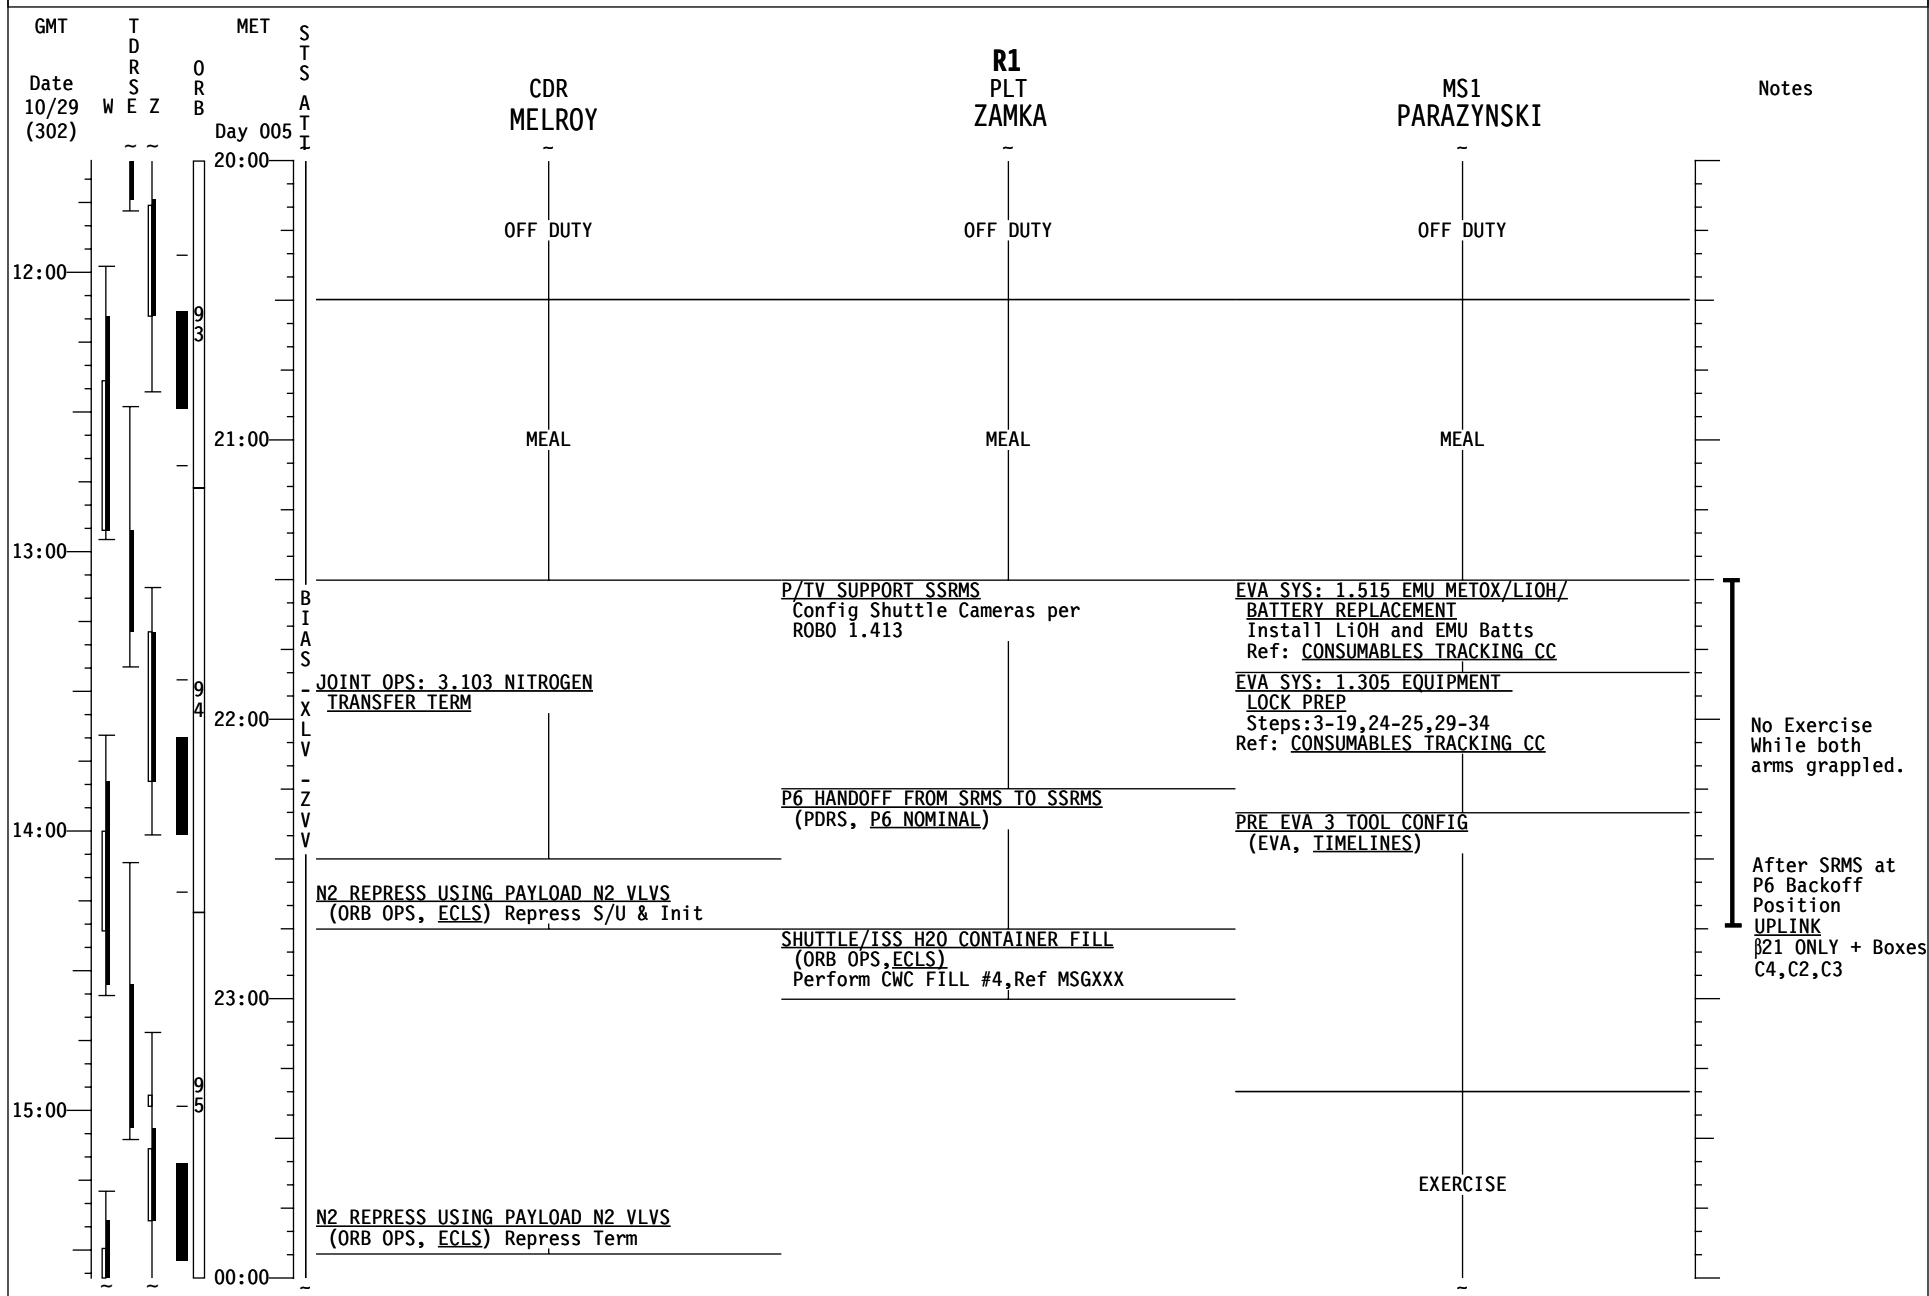 GMT
TDRS
MET
STS ATT
ORB
Date
10/29
(302)
W E Z
Day 005
CDR
MELROY
R1
PLT
ZAMKA
MS1
PARAZYNSKI
Notes
~ ~ ~ ~ ~
20:00
OFF DUTY OFF DUTY OFF DUTY
12:00
93
21:00
MEAL MEAL MEAL
13:00
BIAS -XLV -ZVV
P/TV SUPPORT SSRMS
Config Shuttle Cameras per
ROBO 1.413
EVA SYS: 1.515 EMU METOX/LIOH/
BATTERY REPLACEMENT
Install LiOH and EMU Batts
Ref: CONSUMABLES TRACKING CC
JOINT OPS: 3.103 NITROGEN
TRANSFER TERM
EVA SYS: 1.305 EQUIPMENT
LOCK PREP
Steps:3-19,24-25,29-34
Ref: CONSUMABLES TRACKING CC
94
22:00
No Exercise
While both
arms grappled.
P6 HANDOFF FROM SRMS TO SSRMS
(PDRS, P6 NOMINAL)
PRE EVA 3 TOOL CONFIG
(EVA, TIMELINES)
14:00
N2 REPRESS USING PAYLOAD N2 VLVS
(ORB OPS, ECLS) Repress S/U & Init
After SRMS at
P6 Backoff
Position
UPLINK
β21 ONLY + Boxes
C4,C2,C3
SHUTTLE/ISS H2O CONTAINER FILL
(ORB OPS,ECLS)
Perform CWC FILL #4,Ref MSGXXX
23:00
95
15:00
EXERCISE
N2 REPRESS USING PAYLOAD N2 VLVS
(ORB OPS, ECLS) Repress Term
00:00
~ ~ ~ ~